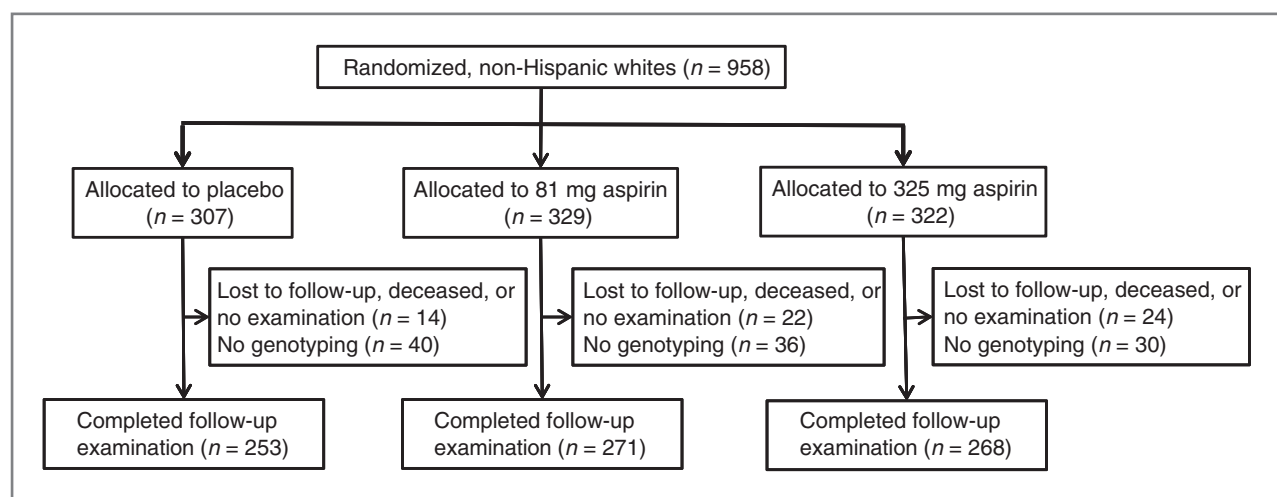 Randomized, non-Hispanic whites (n = 958)
Allocated to placebo
(n = 307)
Allocated to 81 mg aspirin
(n = 329)
Allocated to 325 mg aspirin
(n = 322)
Lost to follow-up, deceased, or
no examination (n = 14)
No genotyping (n = 40)
Lost to follow-up, deceased, or
no examination (n = 22)
No genotyping (n = 36)
Lost to follow-up, deceased, or
no examination (n = 24)
No genotyping (n = 30)
Completed follow-up
examination (n = 253)
Completed follow-up
examination (n = 271)
Completed follow-up
examination (n = 268)